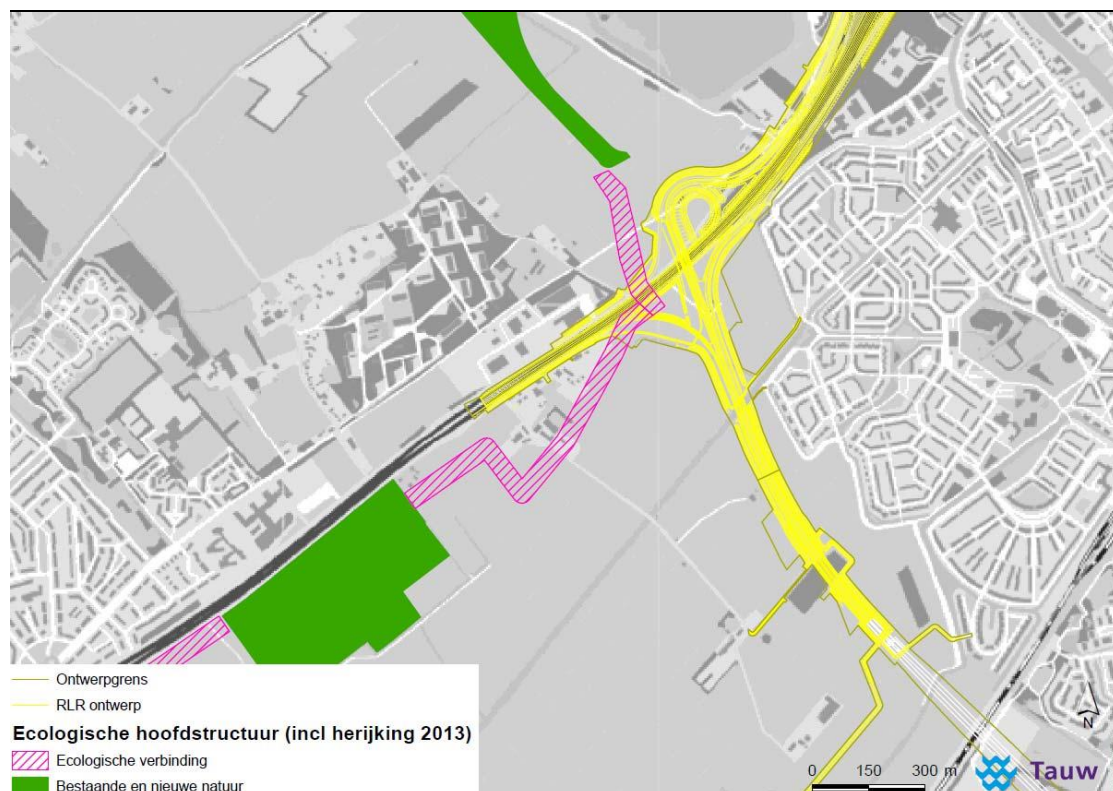 Ontwerpgrens
RLR ontwerp
Ecologische hoofdstructuur (incl herijking 2013)
Ecologische verbinding
Bestaande en nieuwe natuur
N
0 150 300 m
Tauw